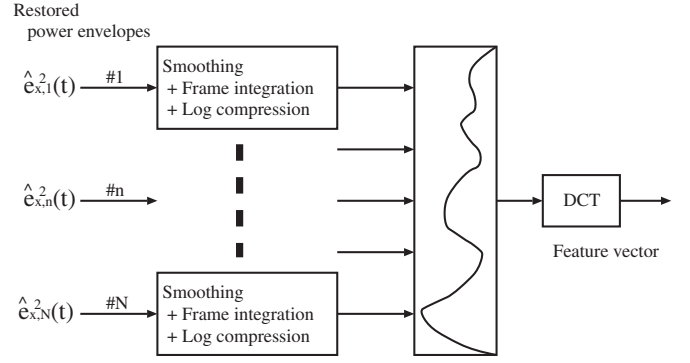 Restored
power envelopes
ê²x,1(t)
#1
Smoothing
+ Frame integration
+ Log compression
ê²x,n(t)
#n
DCT
Feature vector
ê²x,N(t)
#N
Smoothing
+ Frame integration
+ Log compression